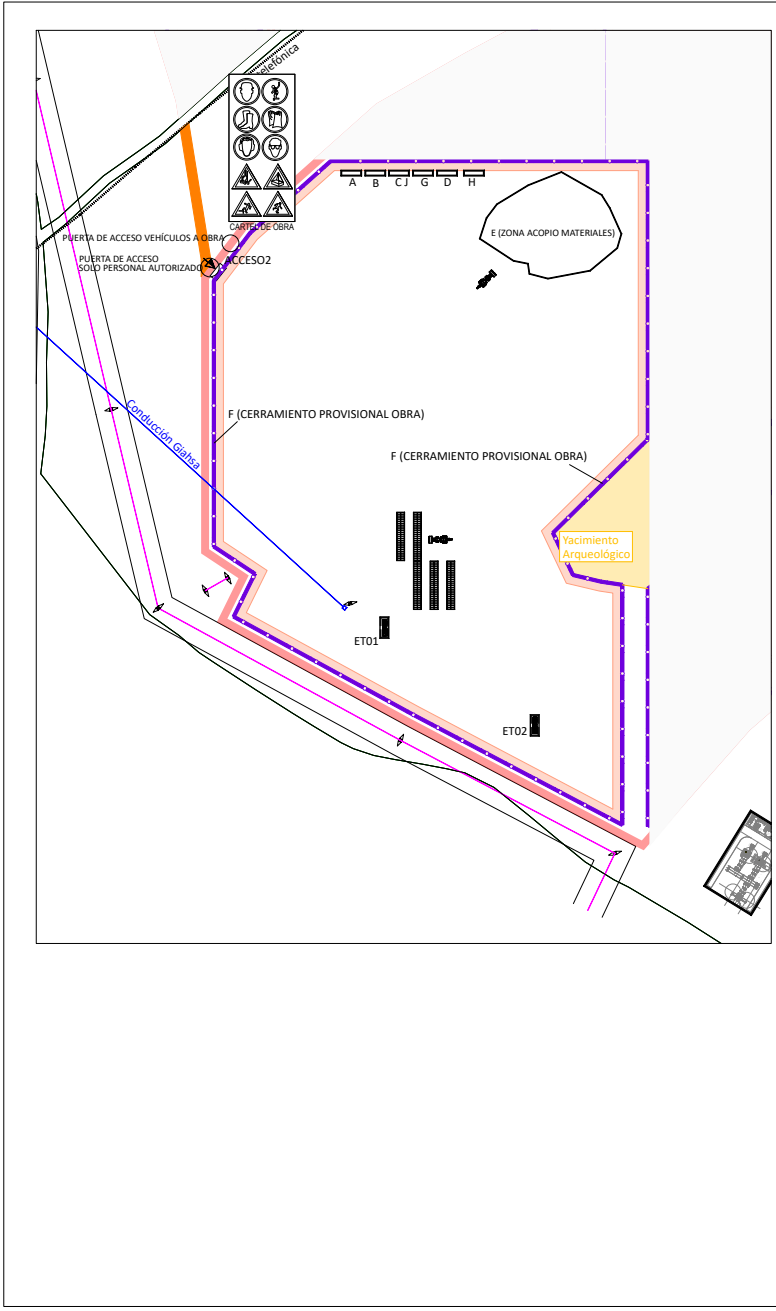 elefónica
CARTEL DE OBRA
A B C J G D H
E (ZONA ACOPIO MATERIALES)
PUERTA DE ACCESO VEHÍCULOS A OBRA
PUERTA DE ACCESO
SOLO PERSONAL AUTORIZADO
ACCESO2
Conducción Giahsa
F (CERRAMIENTO PROVISIONAL OBRA)
F (CERRAMIENTO PROVISIONAL OBRA)
Yacimiento
Arqueológico
ET01
ET02